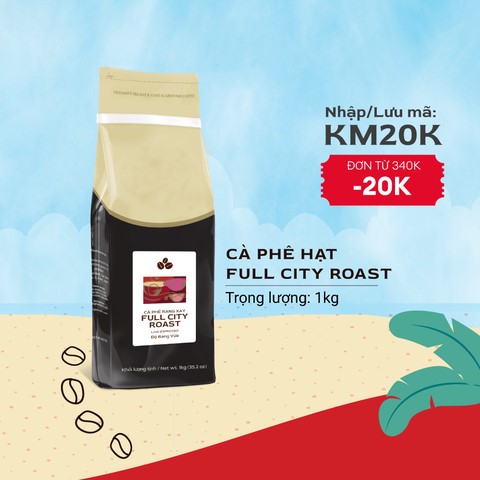 Nhập/Lưu mã:
KM20K
ĐƠN TỪ 340K
-20K
CÀ PHÊ HẠT
FULL CITY ROAST
Trọng lượng: 1kg
CÀ PHÊ RANG XAY
FULL CITY
ROAST
Độ Rang Vừa
Khối lượng tịnh / Net wt. 1kg (35.2 oz)